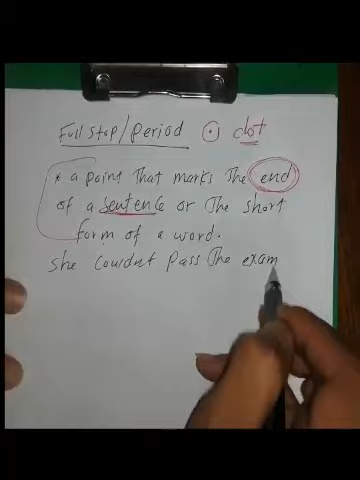 Full stop/period ⊙ dot
* a point that marks the end
of a sentence or the short
form of a word.
she Couldnt pass the exam